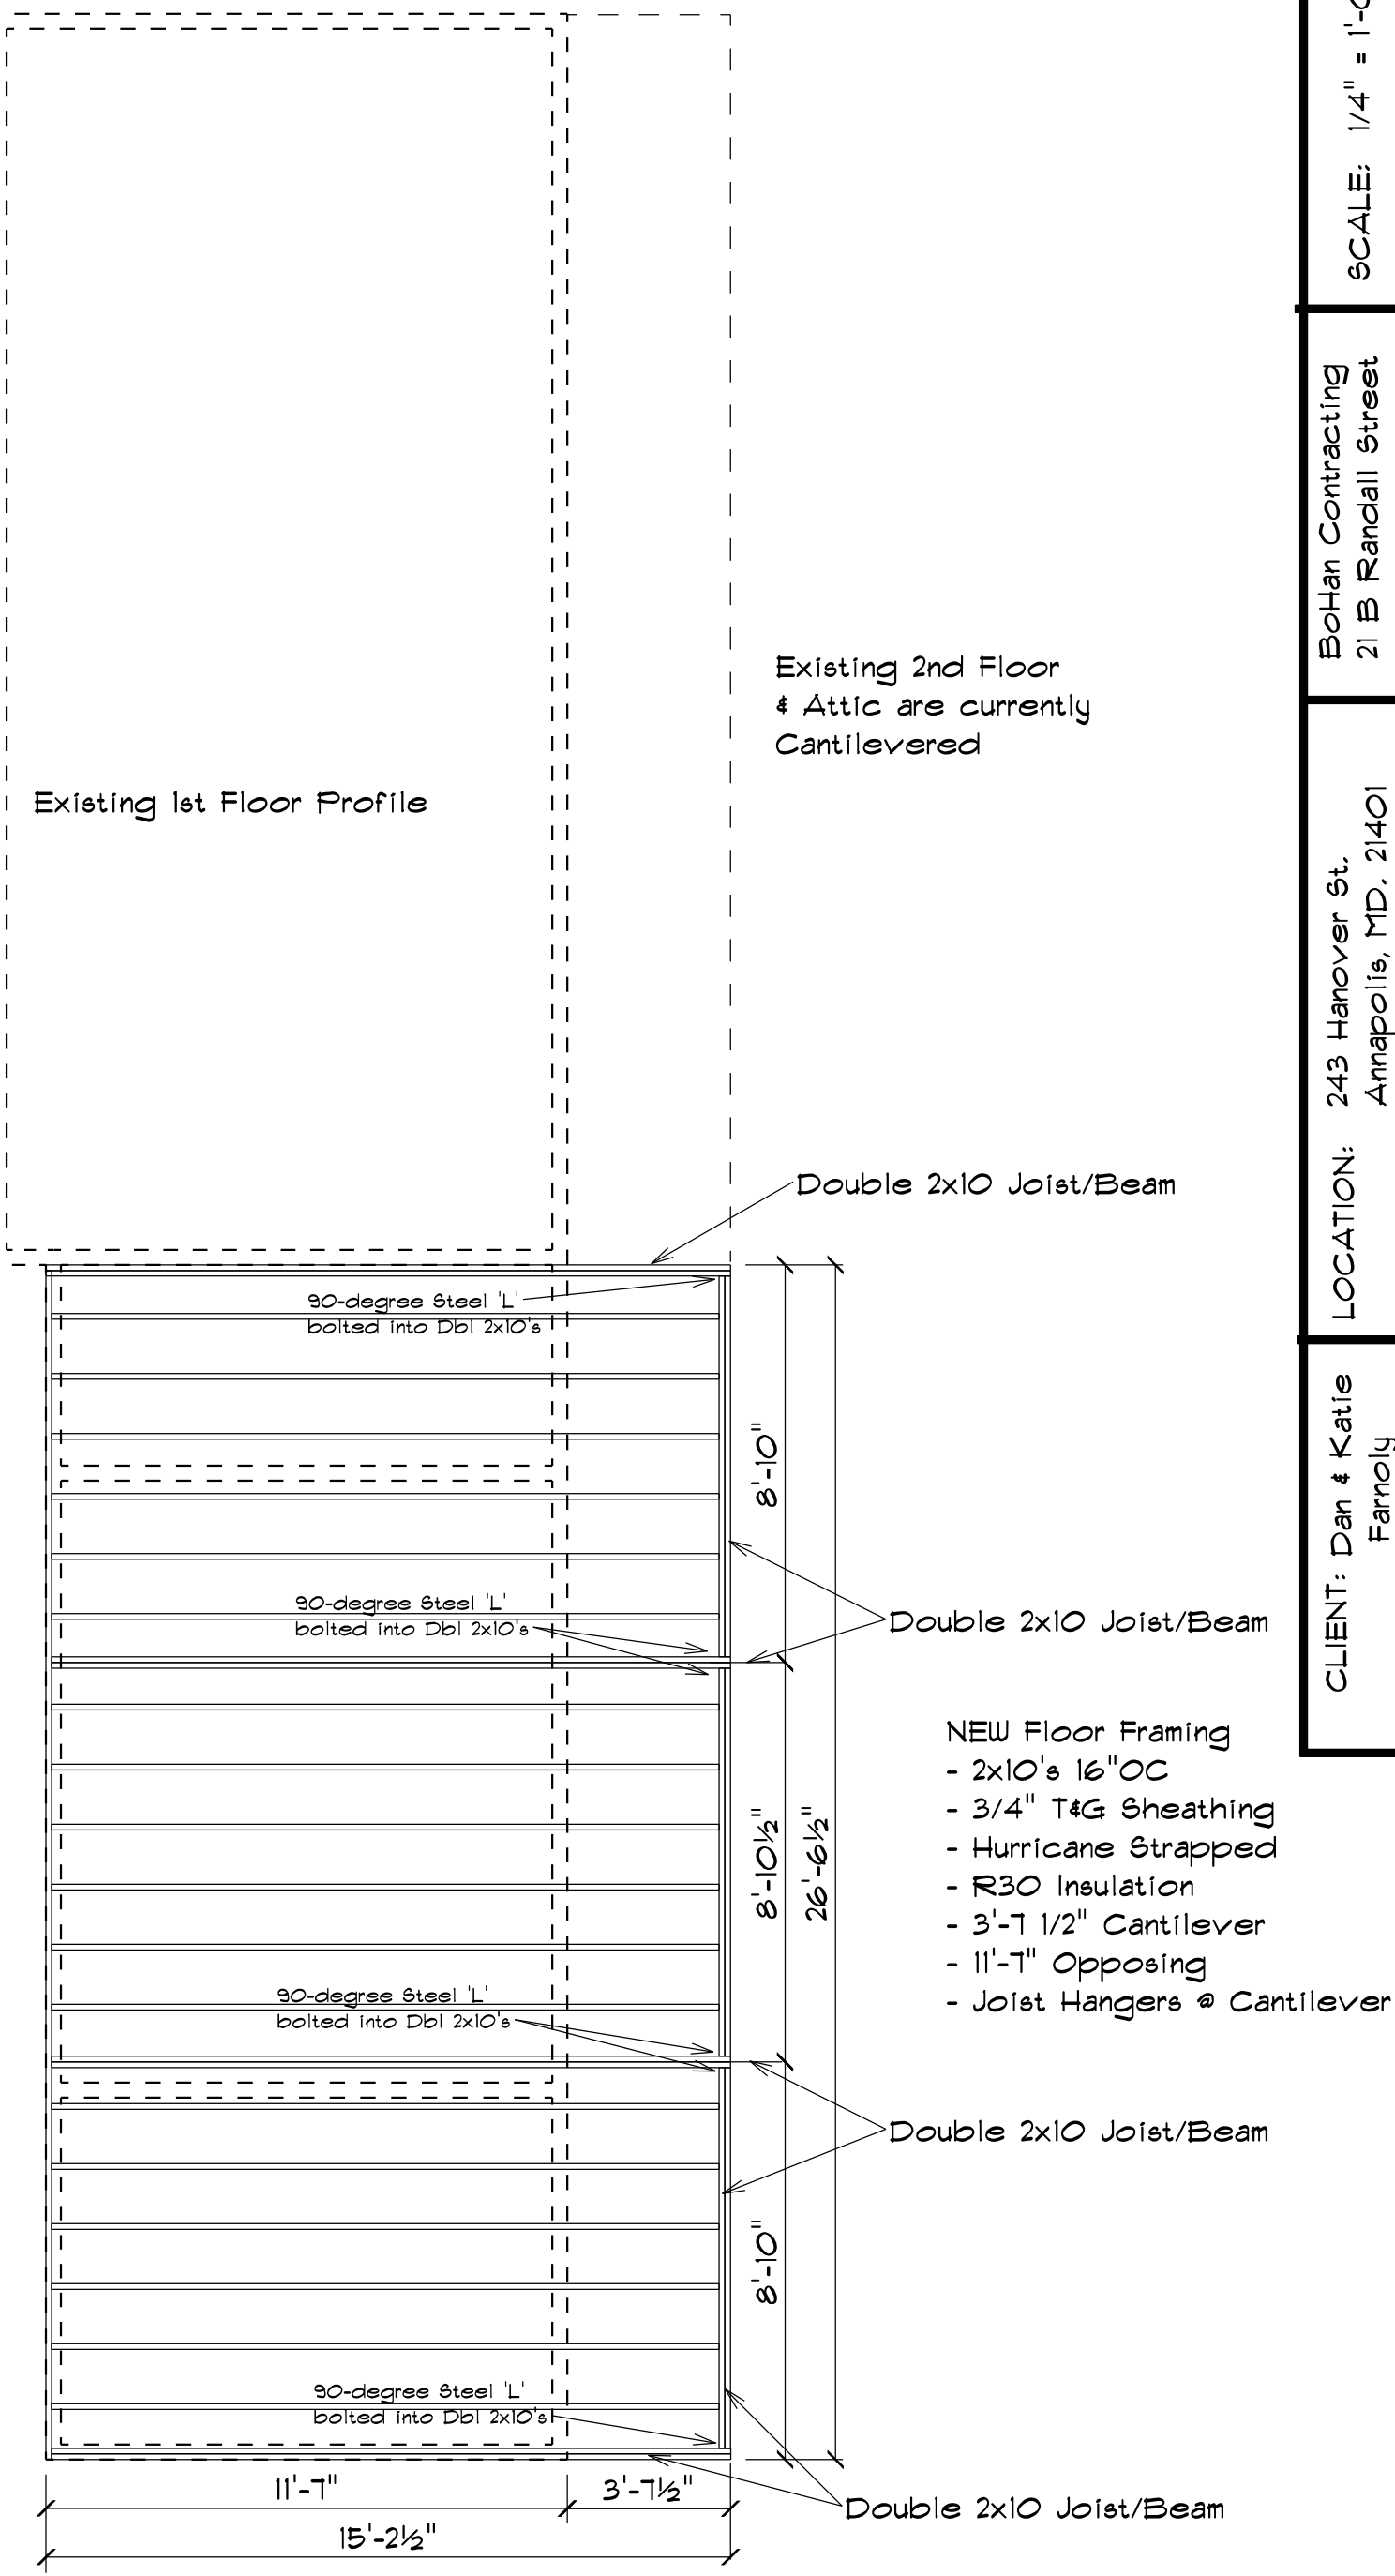 Existing 2nd Floor
& Attic are currently
Cantilevered
Existing 1st Floor Profile
Double 2x10 Joist/Beam
90-degree Steel 'L'
bolted into Dbl 2x10's
8'-10"
90-degree Steel 'L'
bolted into Dbl 2x10's
Double 2x10 Joist/Beam
NEW Floor Framing
- 2x10's 16"OC
- 3/4" T&G Sheathing
- Hurricane Strapped
- R30 Insulation
- 3'-7 1/2" Cantilever
- 11'-7" Opposing
- Joist Hangers @ Cantilever
8'-10½"
26'-6½"
90-degree Steel 'L'
bolted into Dbl 2x10's
Double 2x10 Joist/Beam
8'-10"
90-degree Steel 'L'
bolted into Dbl 2x10's
11'-7"
3'-7½"
Double 2x10 Joist/Beam
15'-2½"
CLIENT: Dan & Katie
Farnoly
LOCATION: 243 Hanover St.
Annapolis, MD. 21401
BoHan Contracting
21 B Randall Street
SCALE: 1/4" = 1'-